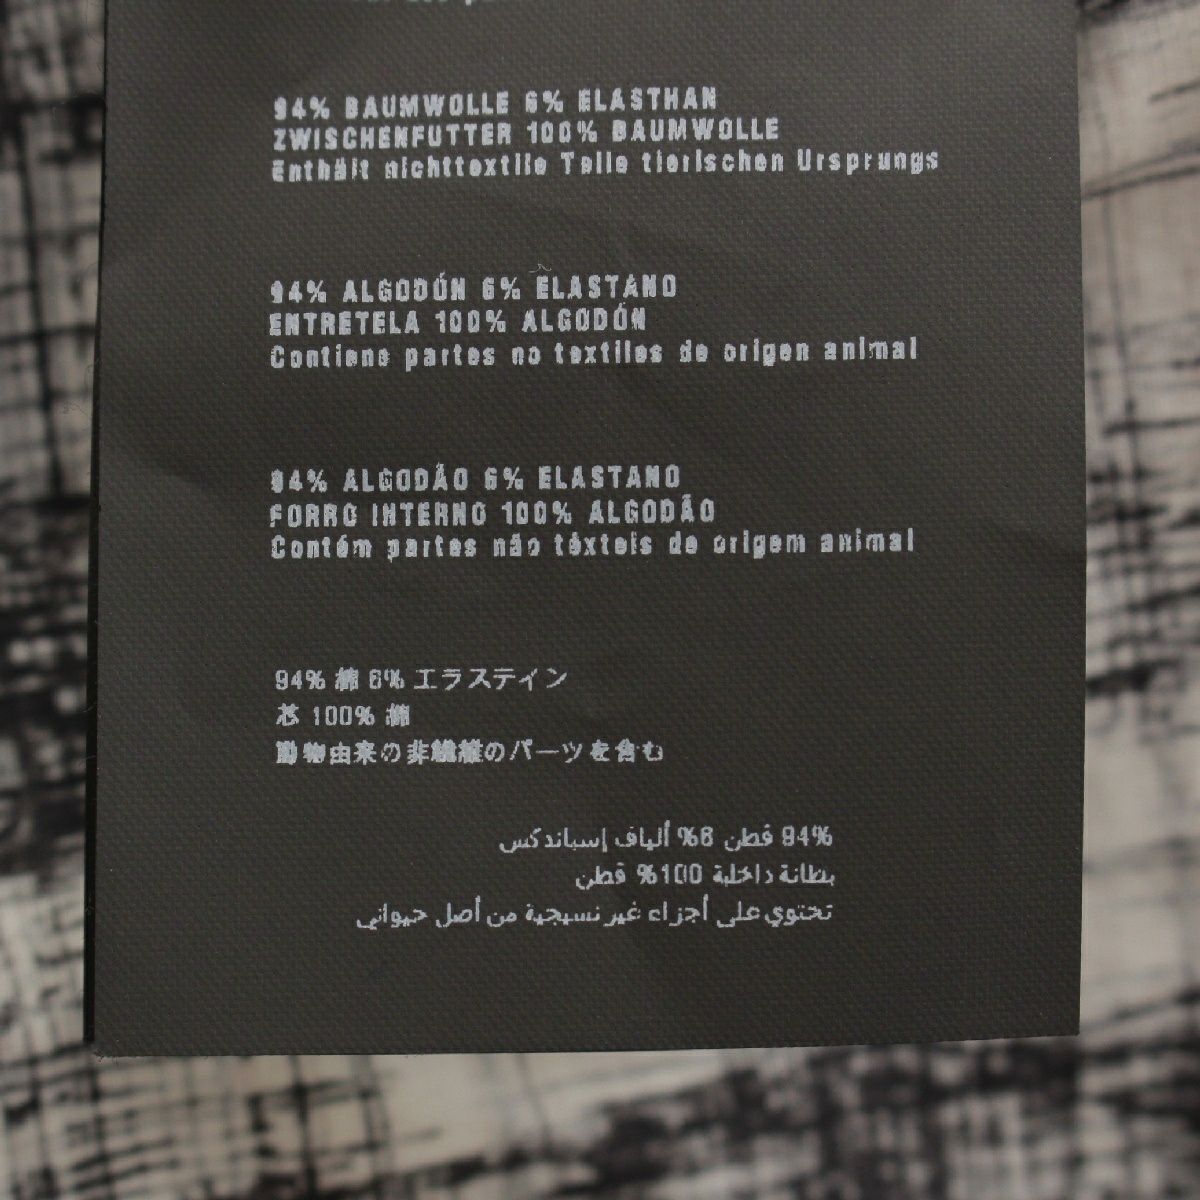 94% BAUMWOLLE 6% ELASTHAN
ZWISCHENFUTTER 100% BAUMWOLLE
Enthält nichttextile Teile tierischen Ursprungs
94% ALGODÓN 6% ELASTANO
ENTRETELA 100% ALGODÓN
Contiene partes no textiles de origen animal
94% ALGODÃO 6% ELASTANO
FORRO INTERNO 100% ALGODÃO
Contém partes não têxteis de origem animal
94% 棉 6% エラステイン
芯 100% 棉
動物由来の非繊維のパーツを含む
94% قطن 6% ألياف إسباندكس
بطانة داخلية 100% قطن
تحتوي على أجزاء غير نسيجية من أصل حيواني